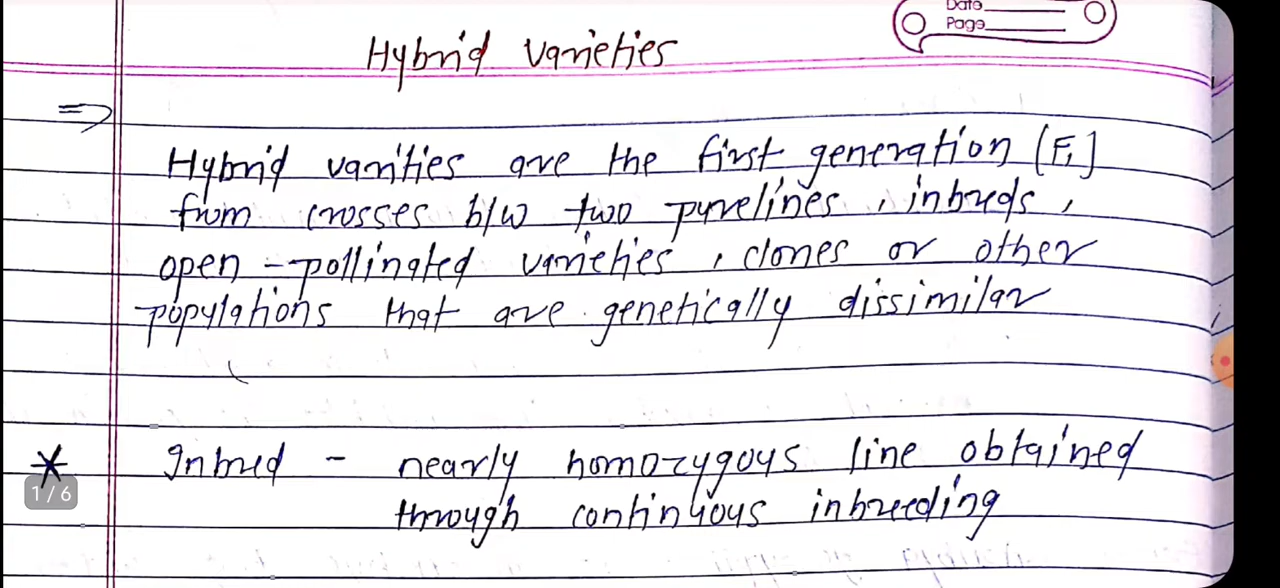 Date
Page
Hybrid varieties
⇒
Hybrid varities are the first generation (F1)
from crosses b/w two purelines, inbreds,
open-pollinated varieties, clones or other
populations that are genetically dissimilar
* Inbred - nearly homozygous line obtained
1 / 6
through continuous inbreeding